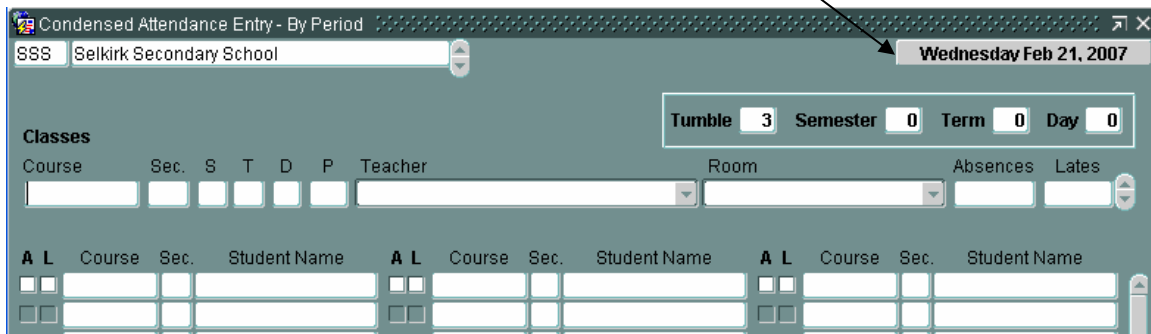 Condensed Attendance Entry - By Period
SSS Selkirk Secondary School Wednesday Feb 21, 2007
Tumble 3 Semester 0 Term 0 Day 0
Classes
Course Sec. S T D P Teacher Room Absences Lates
A L Course Sec. Student Name A L Course Sec. Student Name A L Course Sec. Student Name